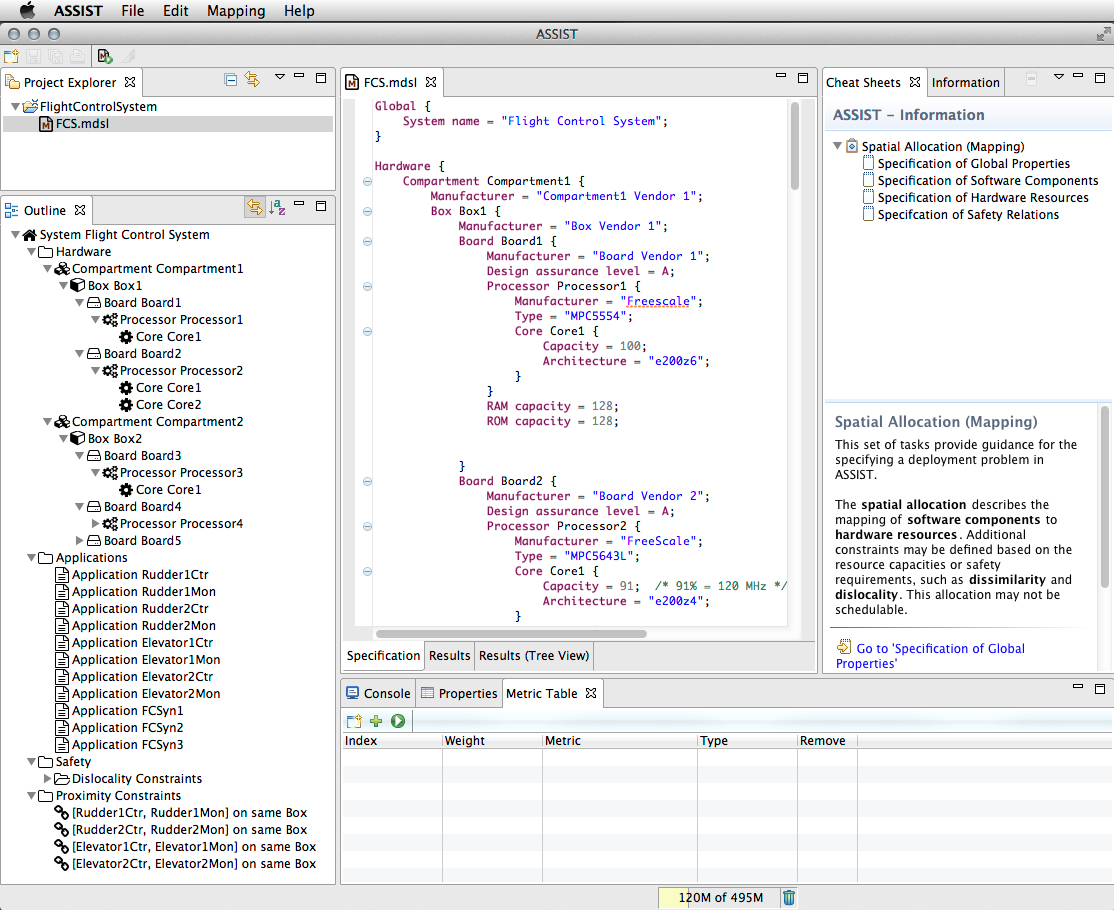 ASSIST File Edit Mapping Help
ASSIST
Project Explorer
FlightControlSystem
FCS.mdsl
Outline
System Flight Control System
Hardware
Compartment Compartment1
Box Box1
Board Board1
Processor Processor1
Core Core1
Board Board2
Processor Processor2
Core Core1
Core Core2
Compartment Compartment2
Box Box2
Board Board3
Processor Processor3
Core Core1
Board Board4
Processor Processor4
Board Board5
Applications
Application Rudder1Ctr
Application Rudder1Mon
Application Rudder2Ctr
Application Rudder2Mon
Application Elevator1Ctr
Application Elevator1Mon
Application Elevator2Ctr
Application Elevator2Mon
Application FCSyn1
Application FCSyn2
Application FCSyn3
Safety
Dislocality Constraints
Proximity Constraints
[Rudder1Ctr, Rudder1Mon] on same Box
[Rudder2Ctr, Rudder2Mon] on same Box
[Elevator1Ctr, Elevator1Mon] on same Box
[Elevator2Ctr, Elevator2Mon] on same Box
FCS.mdsl
Global {
System name = "Flight Control System";
}
Hardware {
Compartment Compartment1 {
Manufacturer = "Compartment1 Vendor 1";
Box Box1 {
Manufacturer = "Box Vendor 1";
Board Board1 {
Manufacturer = "Board Vendor 1";
Design assurance level = A;
Processor Processor1 {
Manufacturer = "Freescale";
Type = "MPC5554";
Core Core1 {
Capacity = 100;
Architecture = "e200z6";
}
}
RAM capacity = 128;
ROM capacity = 128;
}
Board Board2 {
Manufacturer = "Board Vendor 2";
Design assurance level = A;
Processor Processor2 {
Manufacturer = "FreeScale";
Type = "MPC5643L";
Core Core1 {
Capacity = 91; /* 91% = 120 MHz */
Architecture = "e200z4";
}
Specification Results Results (Tree View)
Cheat Sheets Information
ASSIST - Information
Spatial Allocation (Mapping)
Specification of Global Properties
Specification of Software Components
Specification of Hardware Resources
Specifcation of Safety Relations
Spatial Allocation (Mapping)
This set of tasks provide guidance for the
specifying a deployment problem in
ASSIST.
The spatial allocation describes the
mapping of software components to
hardware resources. Additional
constraints may be defined based on the
resource capacities or safety
requirements, such as dissimilarity and
dislocality. This allocation may not be
schedulable.
Go to 'Specification of Global
Properties'
Console Properties Metric Table
Index Weight Metric Type Remove
120M of 495M